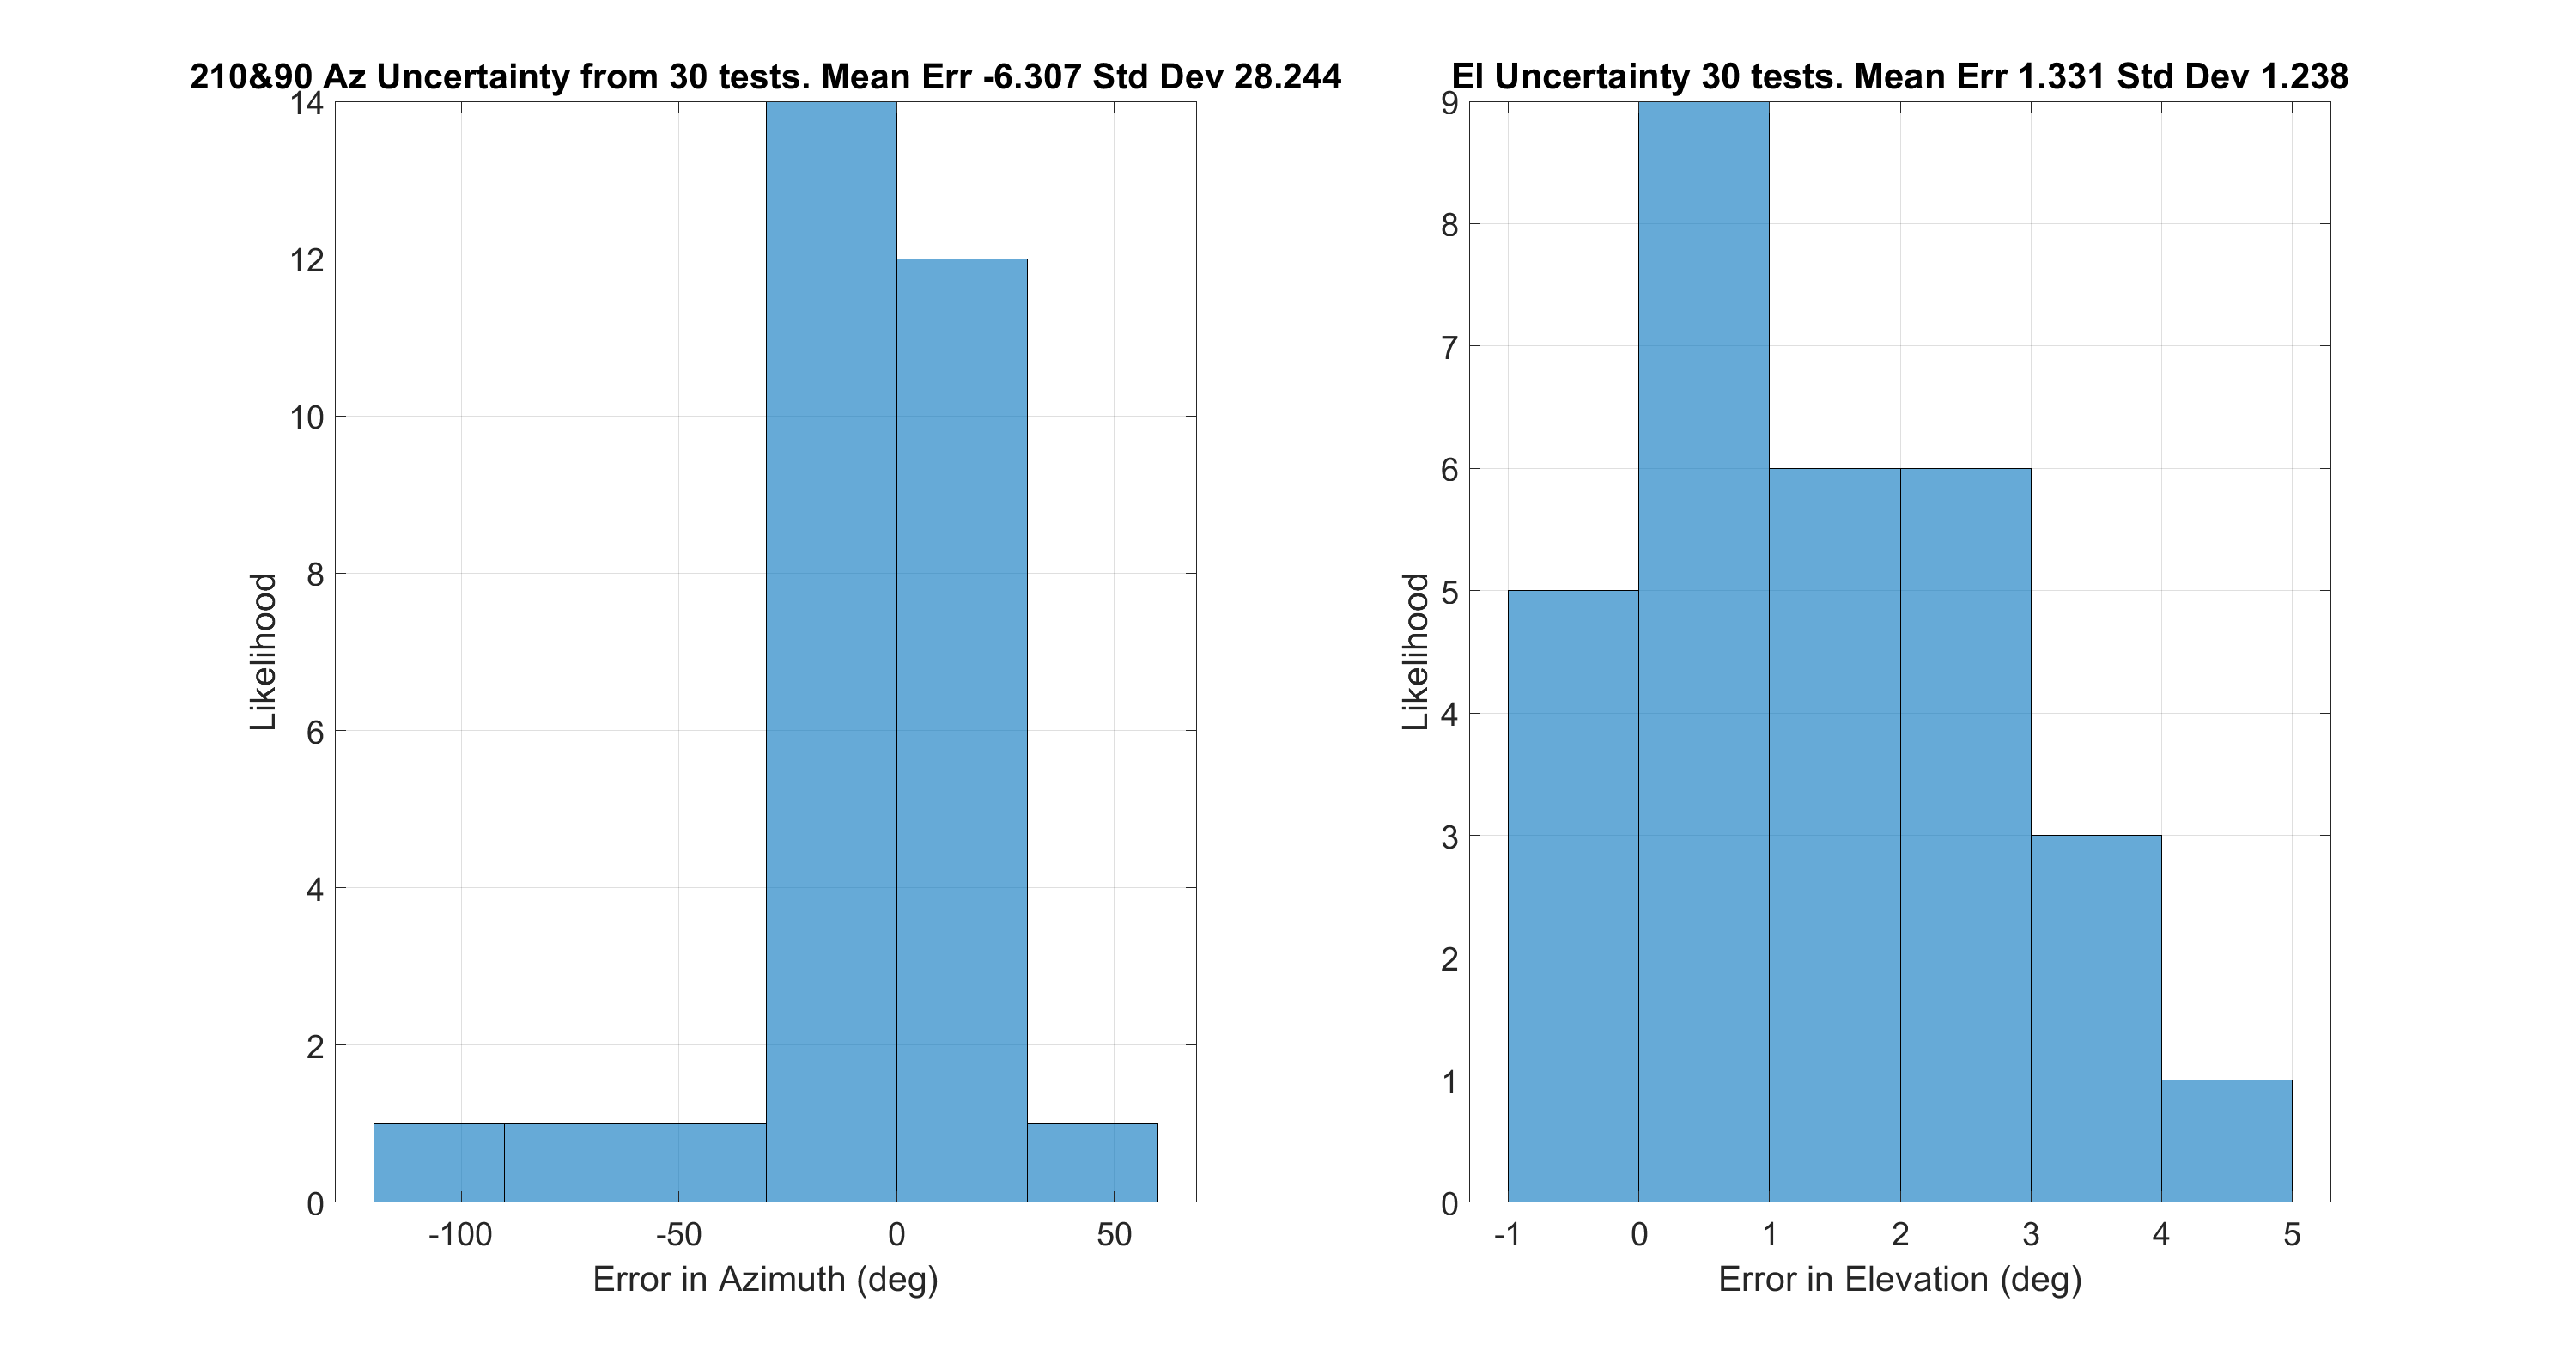 210&90 Az Uncertainty from 30 tests. Mean Err -6.307 Std Dev 28.244
14
12
10
8
6
4
2
0
Likelihood
-100 -50 0 50
Error in Azimuth (deg)
El Uncertainty 30 tests. Mean Err 1.331 Std Dev 1.238
9
8
7
6
5
4
3
2
1
0
Likelihood
-1 0 1 2 3 4 5
Error in Elevation (deg)